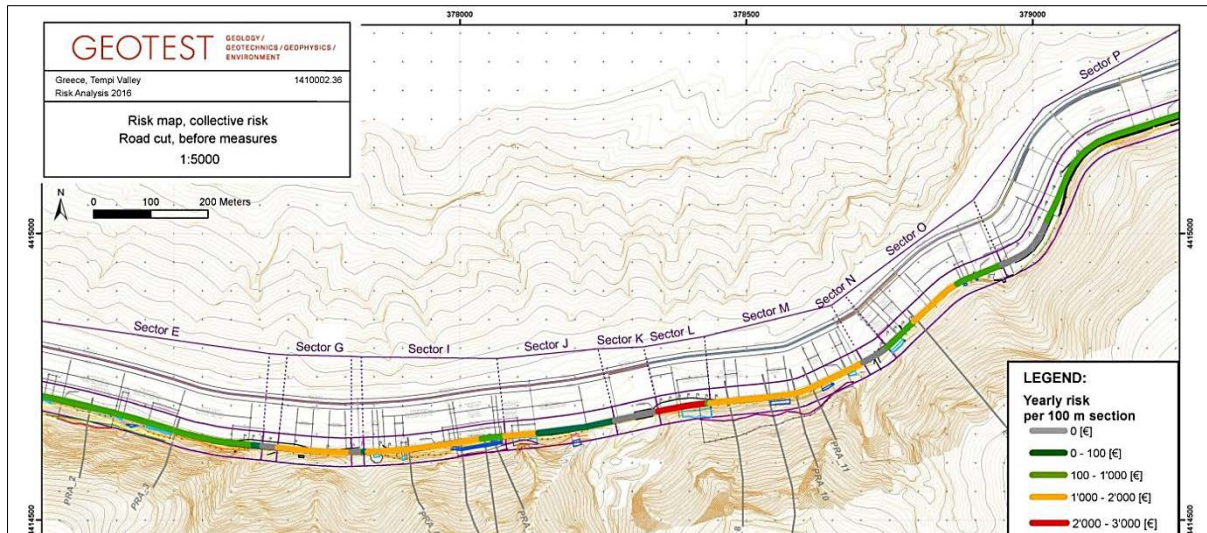 378000
378500
379000
GEOTEST
GEOLOGY /
GEOTECHNICS / GEOPHYSICS /
ENVIRONMENT
Greece, Tempi Valley 1410002.36
Risk Analysis 2016
Risk map, collective risk
Road cut, before measures
1:5000
N
0 100 200 Meters
4415000
4415000
Sector P
Sector O
Sector N
Sector M
Sector L
Sector K
Sector J
Sector I
Sector G
Sector E
PRA_2
PRA_3
PRA_10
PRA_11
LEGEND:
Yearly risk
per 100 m section
0 [€]
0 - 100 [€]
100 - 1'000 [€]
1'000 - 2'000 [€]
2'000 - 3'000 [€]
4414500